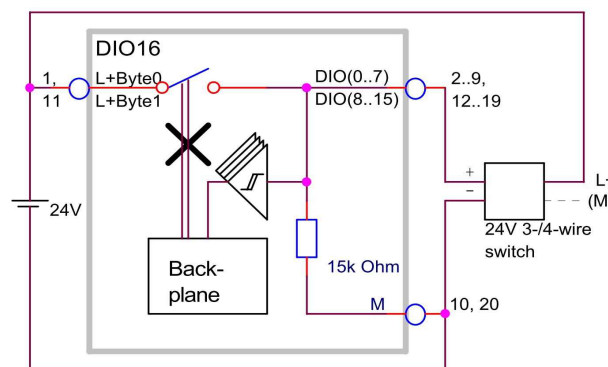 DIO16
1,
11
L+Byte0
L+Byte1
DIO(0..7)
DIO(8..15)
2..9,
12..19
24V
+
−
L-
(M
24V 3-/4-wire
switch
15k Ohm
Back-
plane
M
10, 20